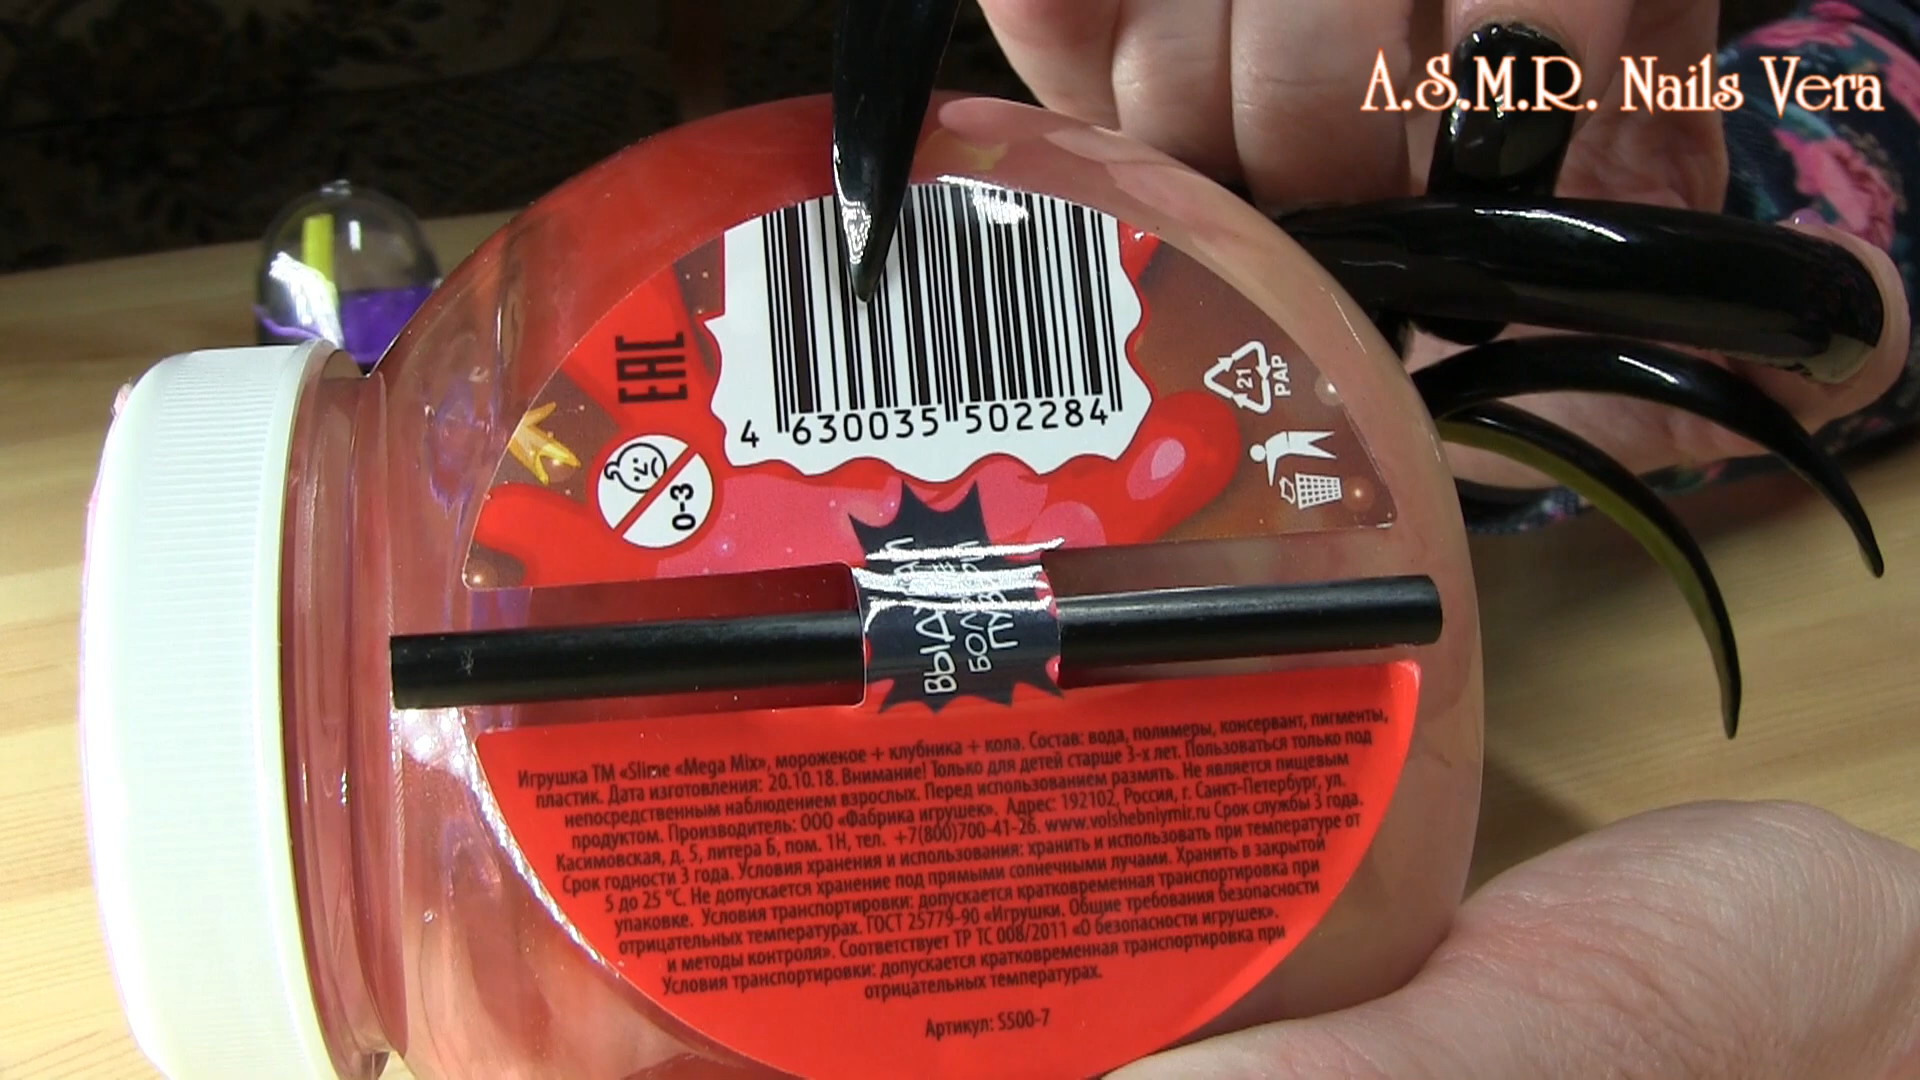 A.S.M.R. Nails Vera
EAC
4 630035 502284
21
PAP
0-3
ВЫДУВАЙ
БОЛЬШИЕ
ПУЗЫРИ
Игрушка ТМ «Slime «Mega Mix», морожекое + клубника + кола. Состав: вода, полимеры, консервант, пигменты,
пластик. Дата изготовления: 20.10.18. Внимание! Только для детей старше 3-х лет. Пользоваться только под
непосредственным наблюдением взрослых. Перед использованием размять. Не является пищевым
продуктом. Производитель: ООО «Фабрика игрушек». Адрес: 192102, Россия, г. Санкт-Петербург, ул.
Касимовская, д. 5, литера Б, пом. 1Н, тел. +7(800)700-41-26. www.volshebniymir.ru Срок службы 3 года.
Срок годности 3 года. Условия хранения и использования: хранить и использовать при температуре от
5 до 25 °С. Не допускается хранение под прямыми солнечными лучами. Хранить в закрытой
упаковке. Условия транспортировки: допускается кратковременная транспортировка при
отрицательных температурах. ГОСТ 25779-90 «Игрушки. Общие требования безопасности
и методы контроля». Соответствует ТР ТС 008/2011 «О безопасности игрушек».
Условия транспортировки: допускается кратковременная транспортировка при
отрицательных температурах.
Артикул: S500-7